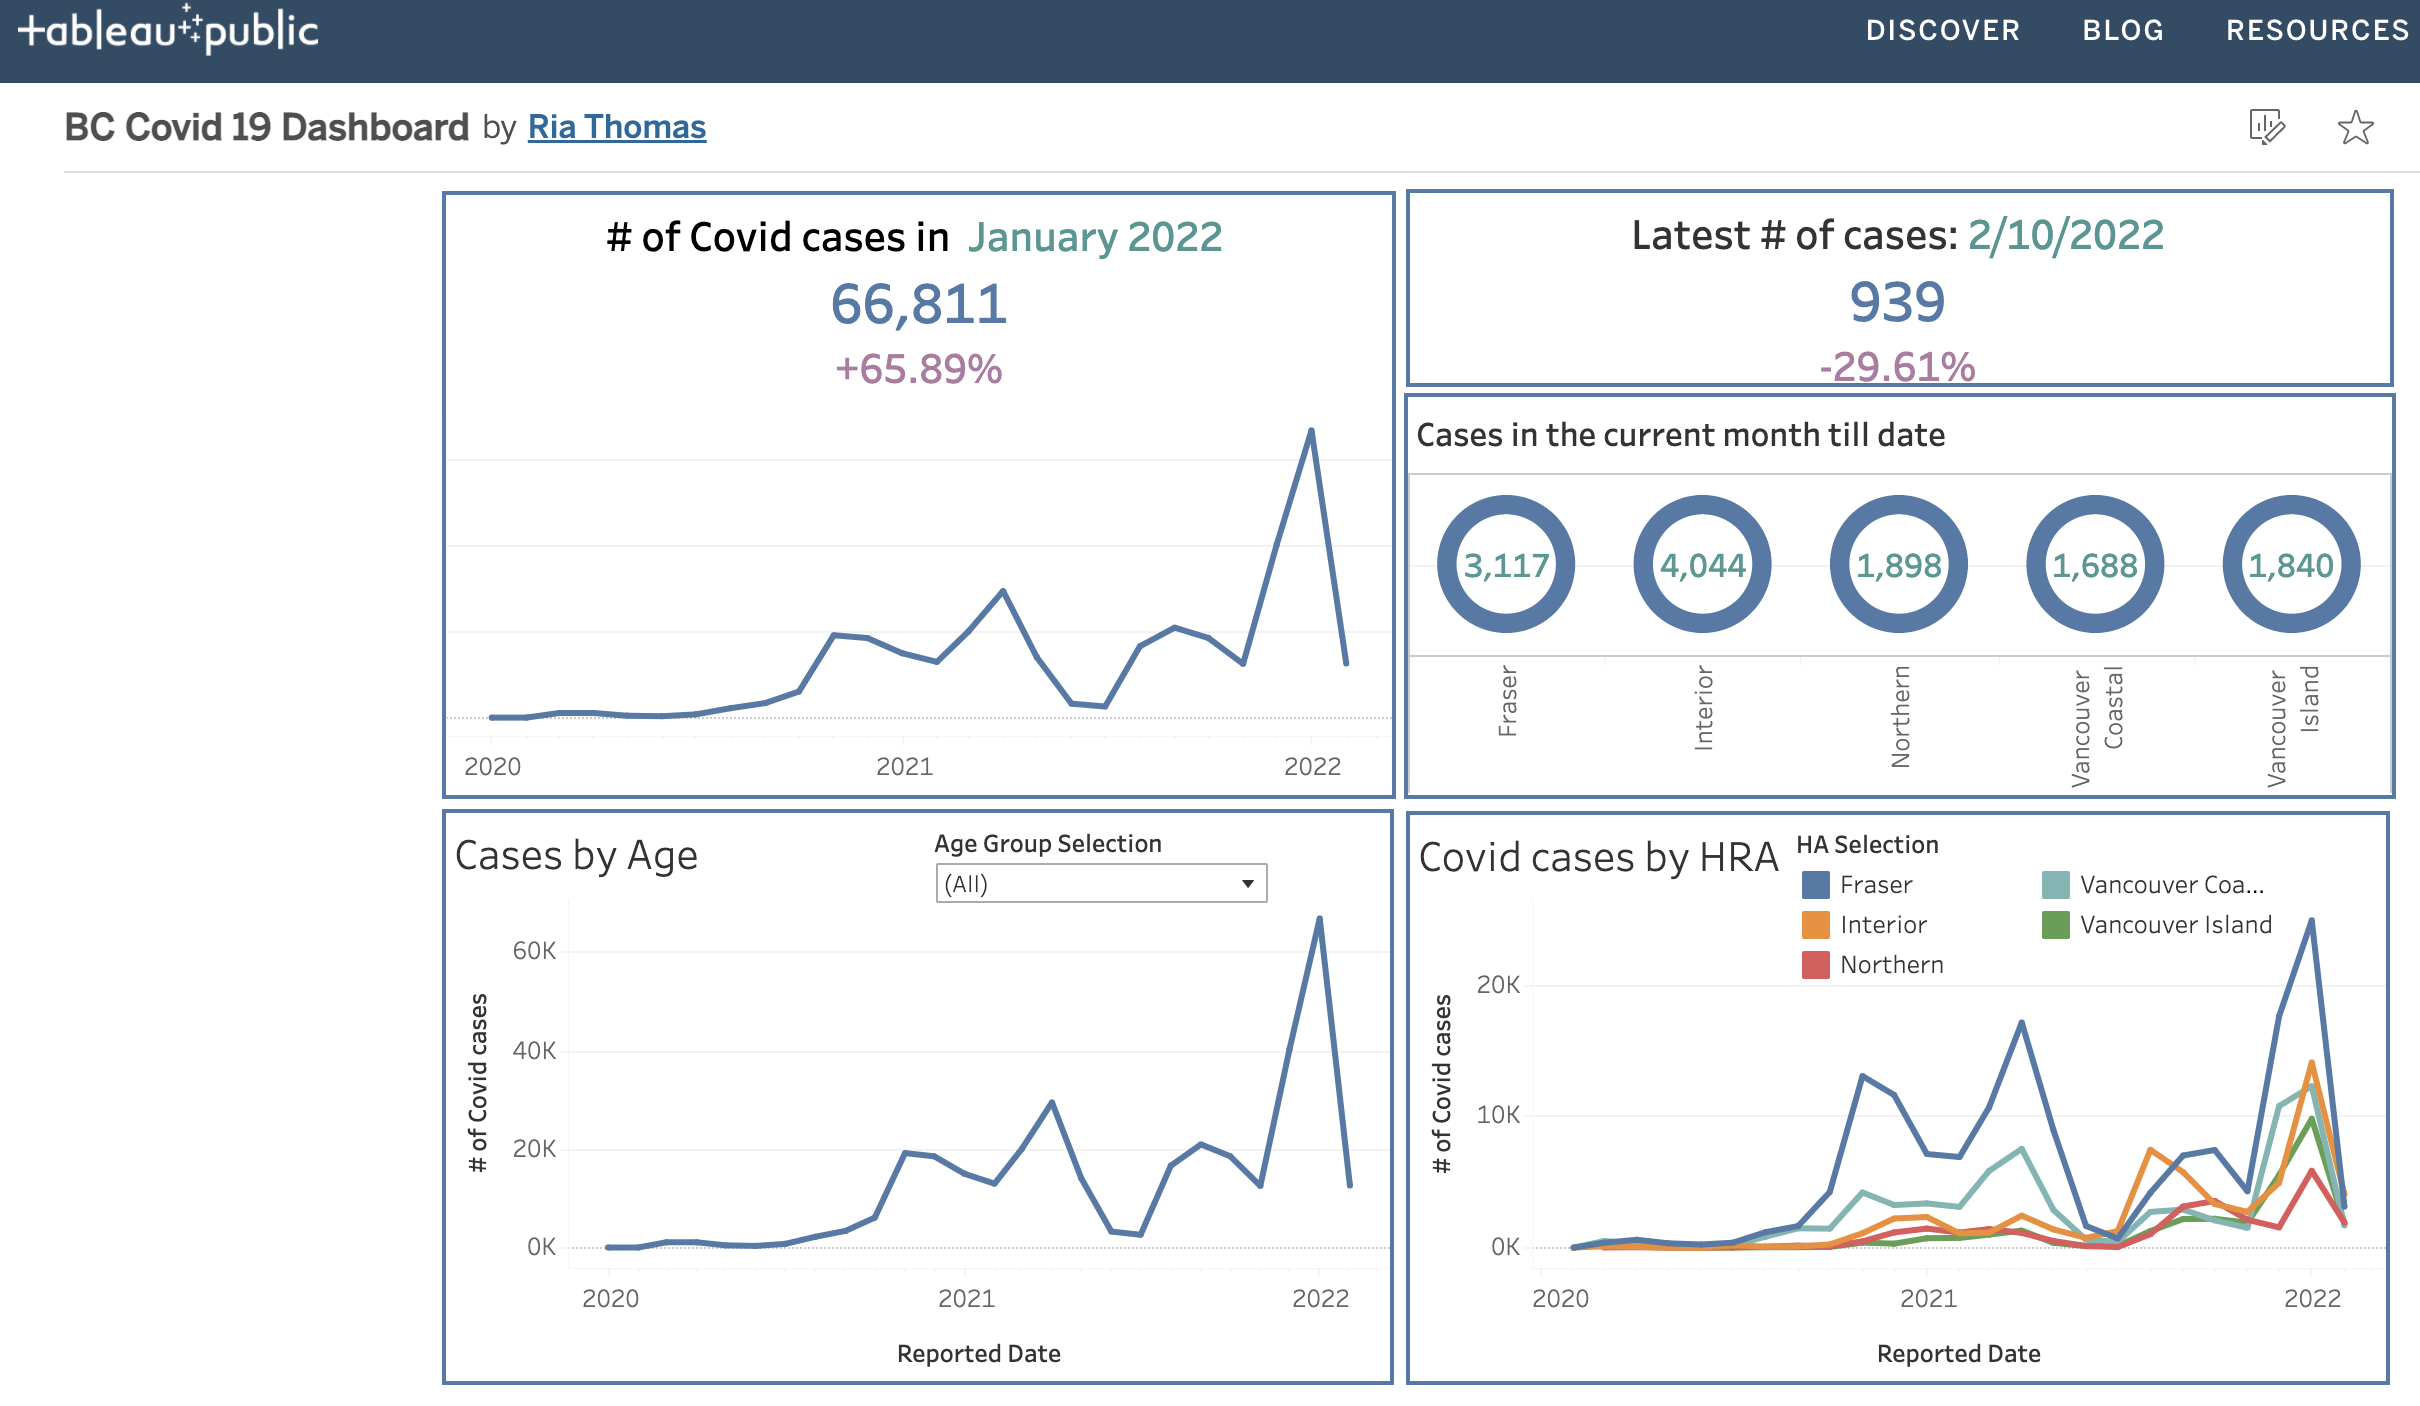 tableau public
DISCOVER BLOG RESOURCES
BC Covid 19 Dashboard by Ria Thomas
# of Covid cases in January 2022
66,811
+65.89%
2020 2021 2022
Latest # of cases: 2/10/2022
939
-29.61%
Cases in the current month till date
3,117 4,044 1,898 1,688 1,840
Fraser
Interior
Northern
Vancouver
Coastal
Vancouver
Island
Cases by Age
Age Group Selection
(All)
# of Covid cases
60K
40K
20K
0K
2020 2021 2022
Reported Date
Covid cases by HRA
HA Selection
Fraser
Interior
Northern
Vancouver Coa...
Vancouver Island
# of Covid cases
20K
10K
0K
2020 2021 2022
Reported Date